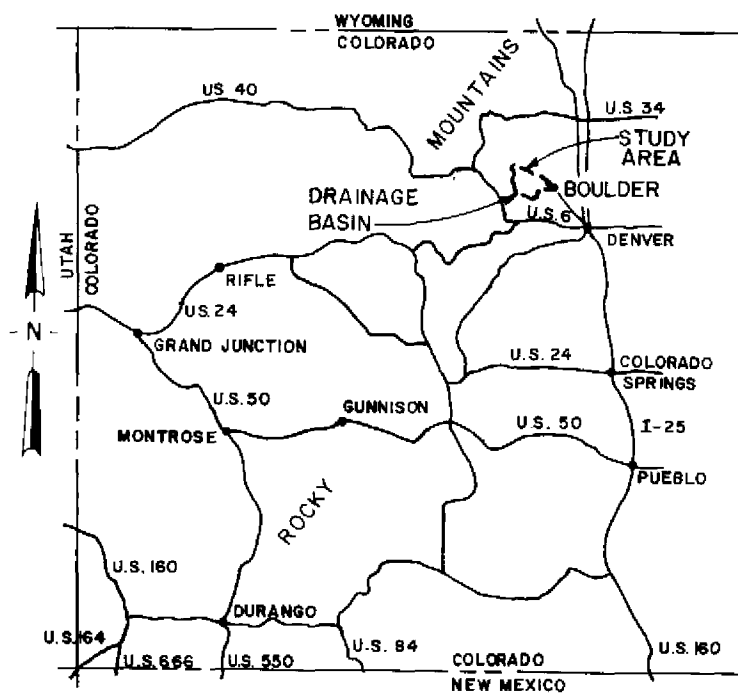 WYOMING
COLORADO
U.S. 40
MOUNTAINS
U.S. 34
STUDY
AREA
BOULDER
DRAINAGE
BASIN
U.S. 6
DENVER
UTAH
COLORADO
RIFLE
U.S. 24
N
GRAND JUNCTION
U.S. 24
COLORADO
SPRINGS
U.S. 50
GUNNISON
MONTROSE
U.S. 50
I-25
PUEBLO
ROCKY
U.S. 160
DURANGO
U.S. 164
U.S. 666
U.S. 550
U.S. 84
COLORADO
NEW MEXICO
U.S. 160